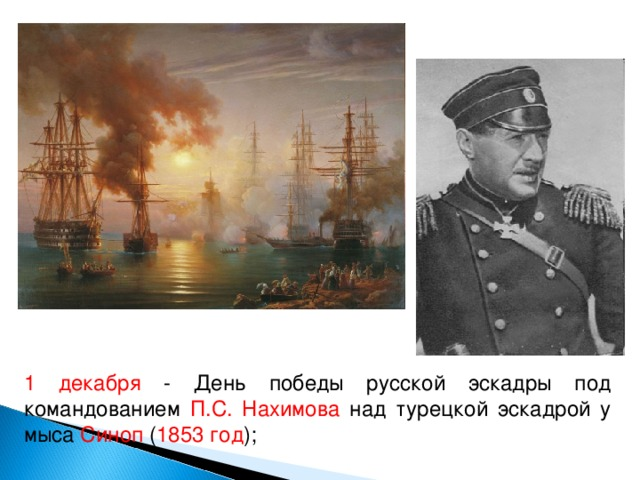 1 декабря - День победы русской эскадры под
командованием П.С. Нахимова над турецкой эскадрой у
мыса Синоп (1853 год);